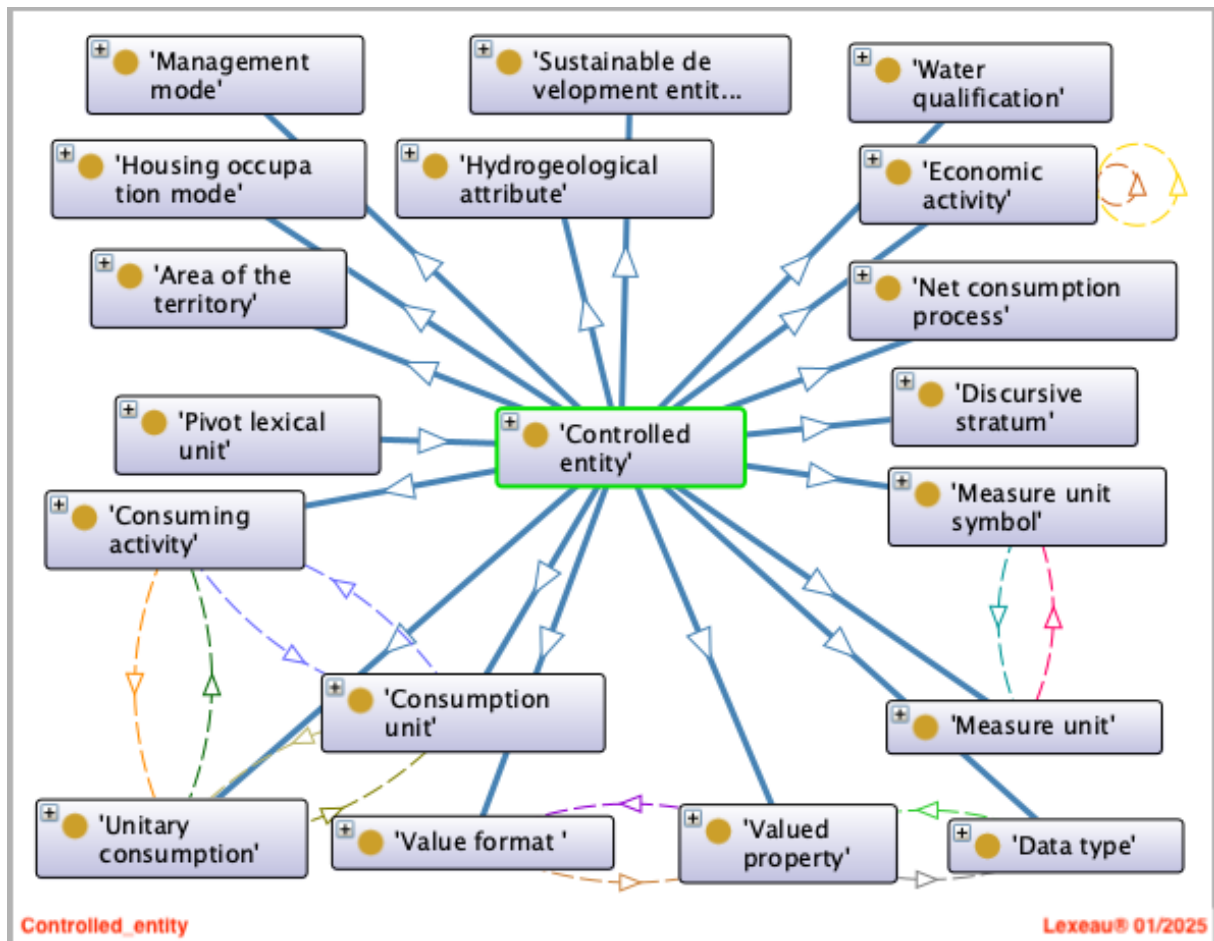 'Management
mode'
'Sustainable de
velopment entit...
'Water
qualification'
'Housing occupa
tion mode'
'Hydrogeological
attribute'
'Economic
activity'
'Area of the
territory'
'Net consumption
process'
'Pivot lexical
unit'
'Controlled
entity'
'Discursive
stratum'
'Consuming
activity'
'Measure unit
symbol'
'Consumption
unit'
'Measure unit'
'Unitary
consumption'
'Value format '
'Valued
property'
'Data type'
Controlled_entity
Lexeau® 01/2025